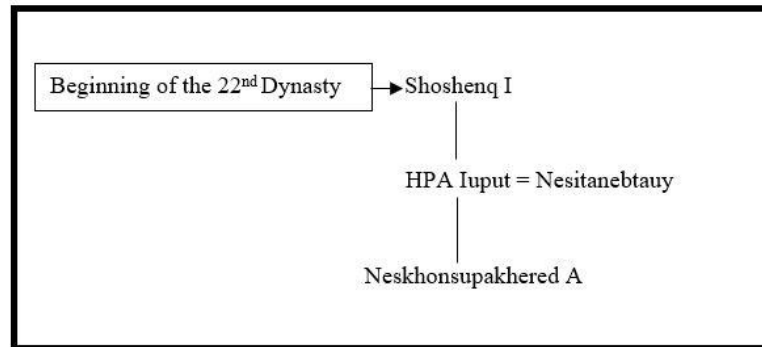 Beginning of the 22nd Dynasty Shoshenq I
HPA Iuput = Nesitanebtauy
Neskhonsupakhered A